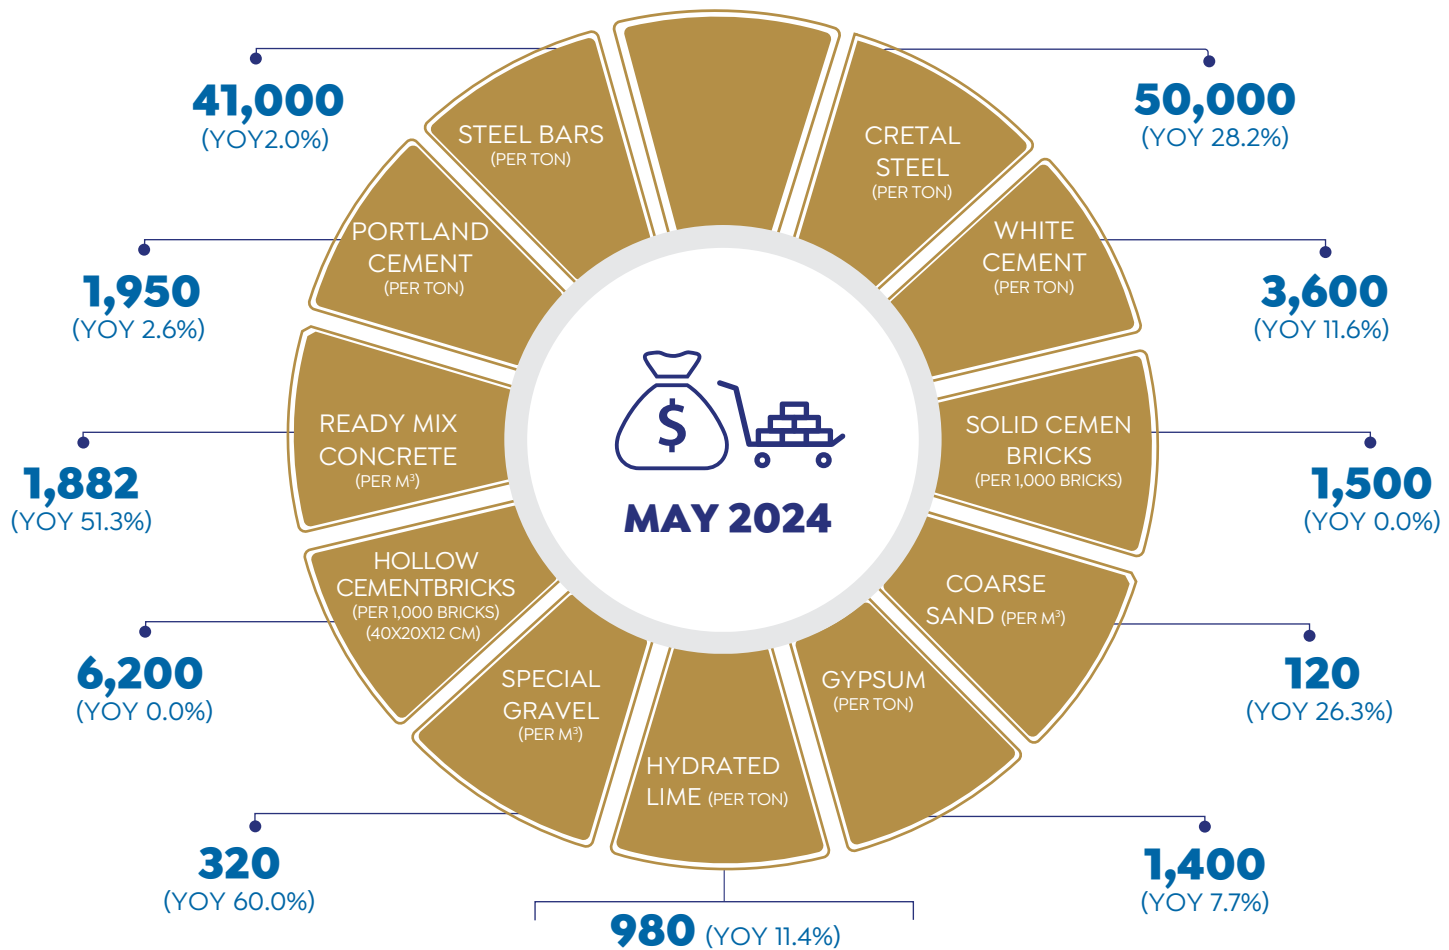 41,000
(YOY2.0%)
STEEL BARS
(PER TON)
CRETAL
STEEL
(PER TON)
50,000
(YOY 28.2%)
PORTLAND
CEMENT
(PER TON)
1,950
(YOY 2.6%)
WHITE
CEMENT
(PER TON)
3,600
(YOY 11.6%)
READY MIX
CONCRETE
(PER M³)
1,882
(YOY 51.3%)
$
MAY 2024
SOLID CEMEN
BRICKS
(PER 1,000 BRICKS)
1,500
(YOY 0.0%)
HOLLOW
CEMENTBRICKS
(PER 1,000 BRICKS)
(40X20X12 CM)
6,200
(YOY 0.0%)
COARSE
SAND (PER M³)
120
(YOY 26.3%)
SPECIAL
GRAVEL
(PER M³)
320
(YOY 60.0%)
GYPSUM
(PER TON)
1,400
(YOY 7.7%)
HYDRATED
LIME (PER TON)
980 (YOY 11.4%)